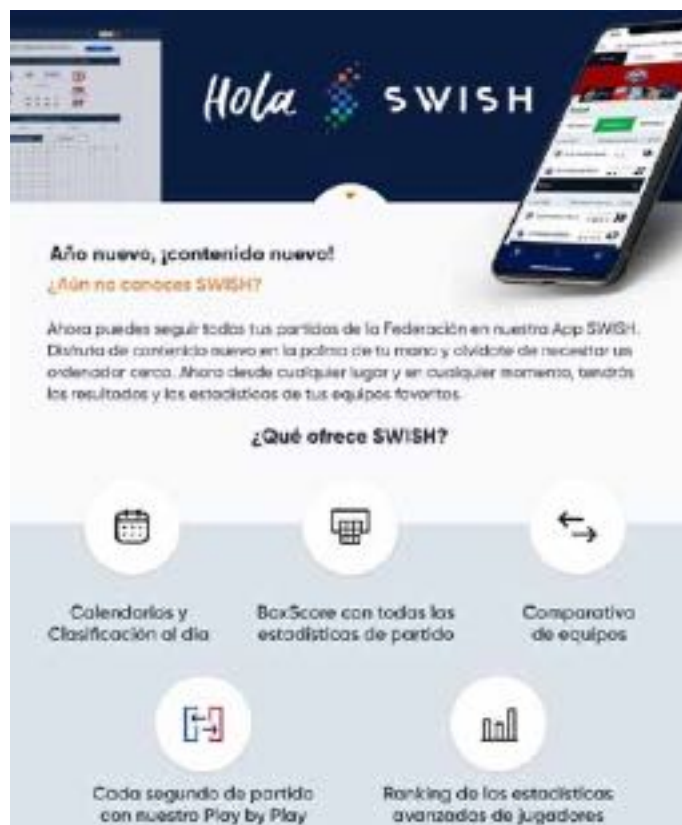 Hola SWISH
Año nuevo, ¡contenido nuevo!
¿Aún no conoces SWISH?
Ahora puedes seguir todos tus partidos de la Federación en nuestra App SWISH.
Disfruta de contenido nuevo en la palma de tu mano y olvídate de necesitar un
ordenador cerca. Ahora desde cualquier lugar y en cualquier momento, tendrás
los resultados y las estadísticas de tus equipos favoritos.
¿Qué ofrece SWISH?
Calendarios y
Clasificación al día
BoxScore con todas las
estadísticas de partido
Comparativa
de equipos
Cada segundo de partido
con nuestro Play by Play
Ranking de las estadísticas
avanzadas de jugadores